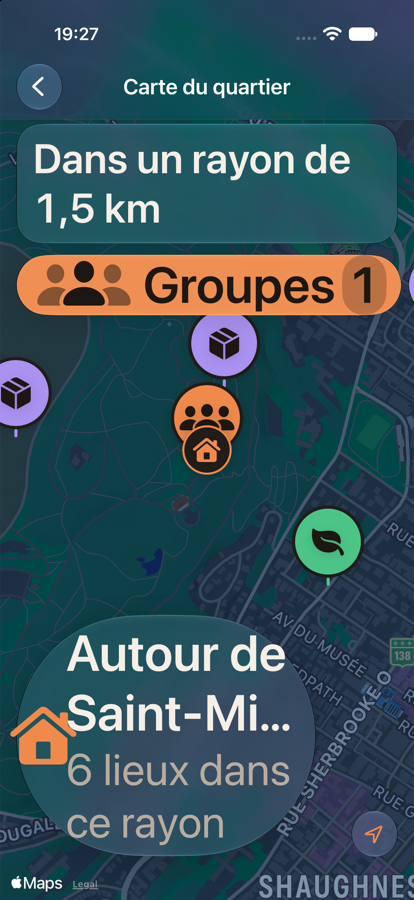 19:27
Carte du quartier
Dans un rayon de
1,5 km
Groupes 1
138
AV DU MUSÉE
RUE SHERBROOKE O
Autour de
Saint-Mi...
6 lieux dans
ce rayon
Maps
Legal